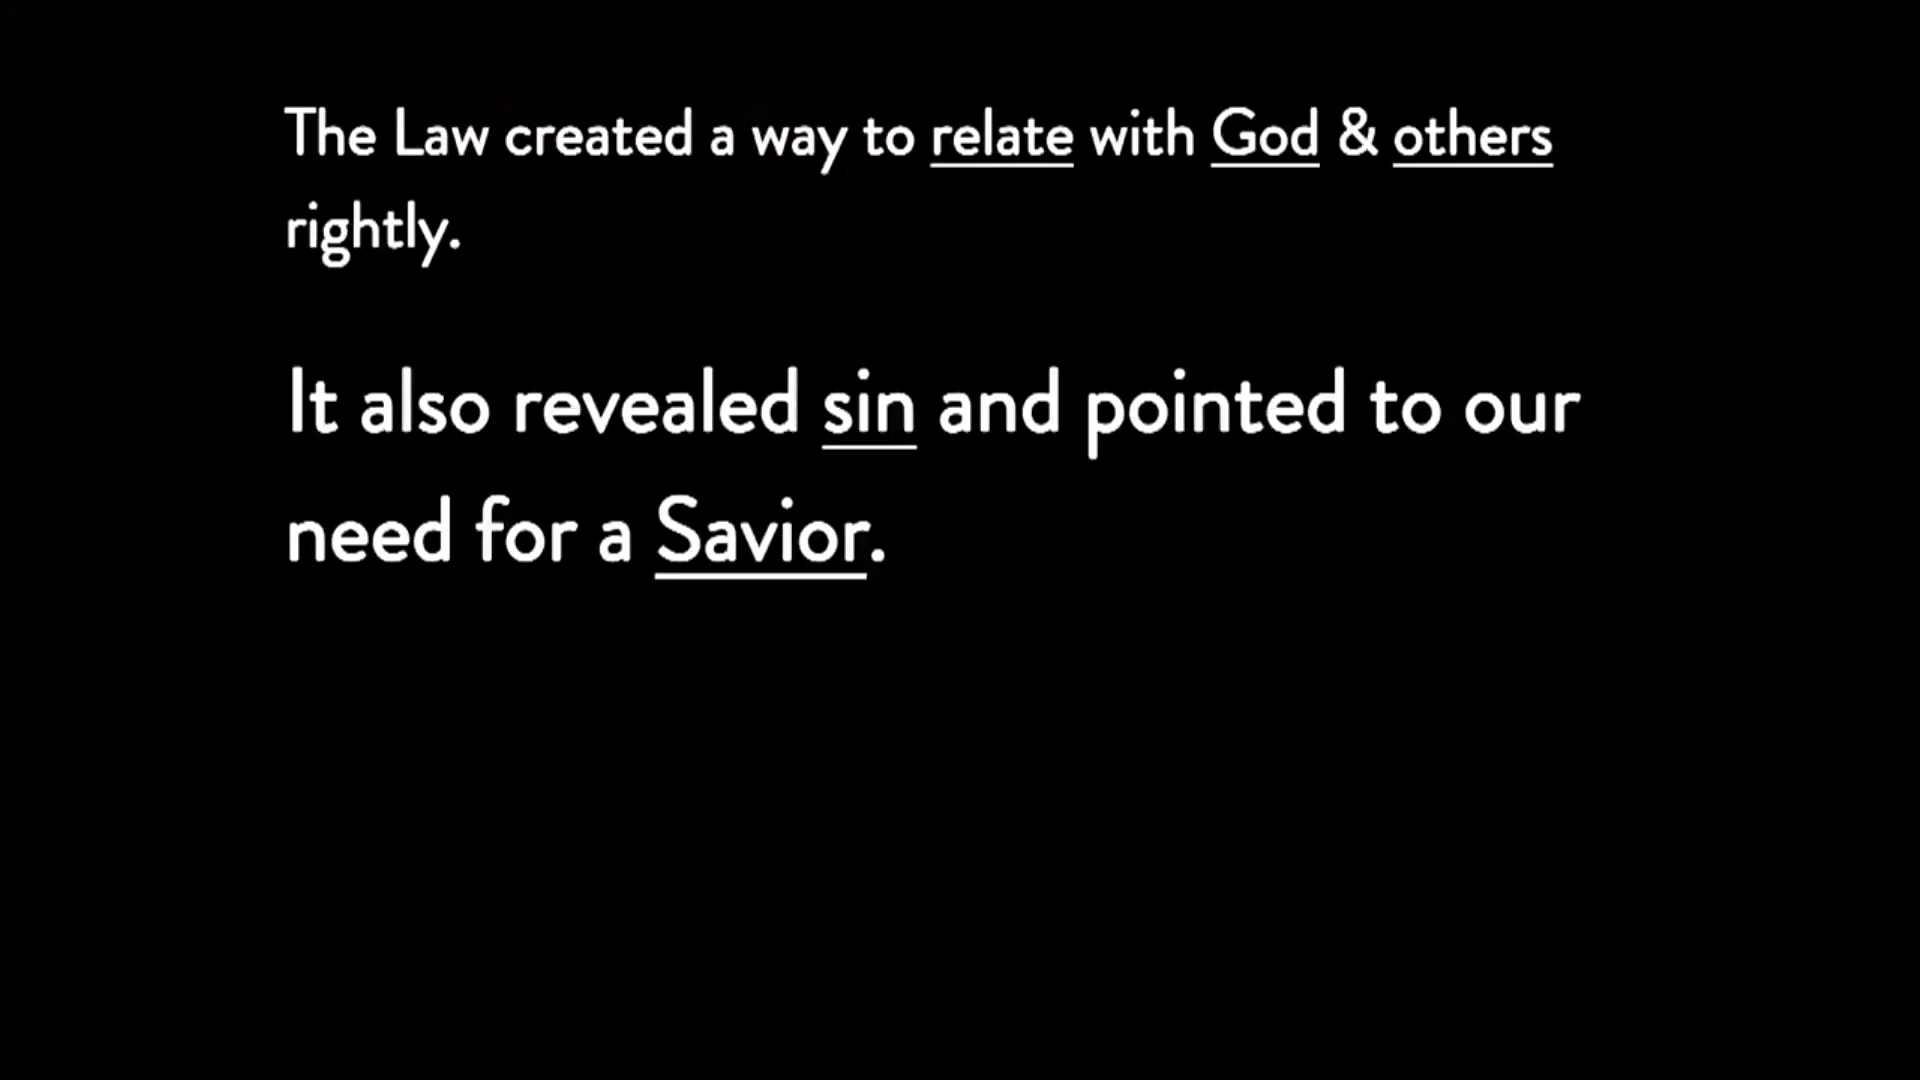 The Law created a way to relate with God & others
rightly.
It also revealed sin and pointed to our
need for a Savior.